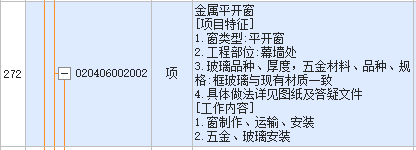 金属平开窗
[项目特征]
1.窗类型:平开窗
2.工程部位:幕墙处
3.玻璃品种、厚度，五金材料、品种、规
格:框玻璃与现有材质一致
4.具体做法详见图纸及答疑文件
[工作内容]
1.窗制作、运输、安装
2.五金、玻璃安装
272
020406002002
项